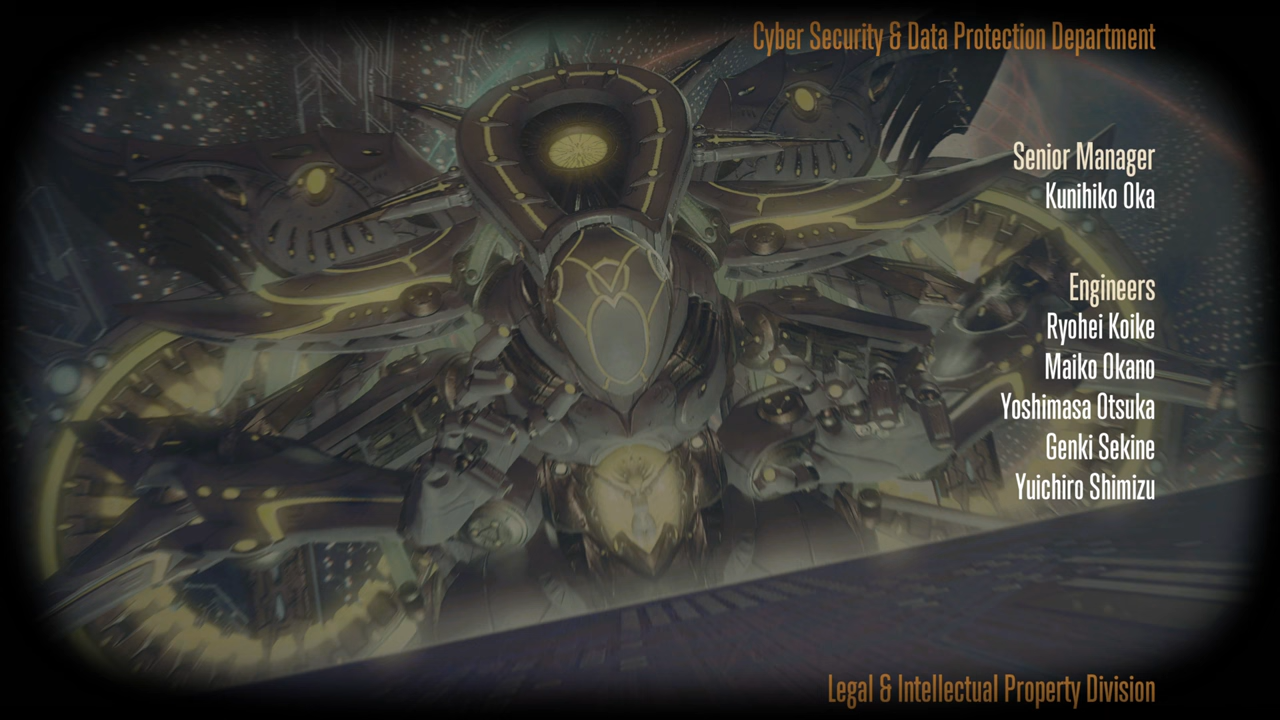 Cyber Security & Data Protection Department
Senior Manager
Kunihiko Oka
Engineers
Ryohei Koike
Maiko Okano
Yoshimasa Otsuka
Genki Sekine
Yuichiro Shimizu
Legal & Intellectual Property Division